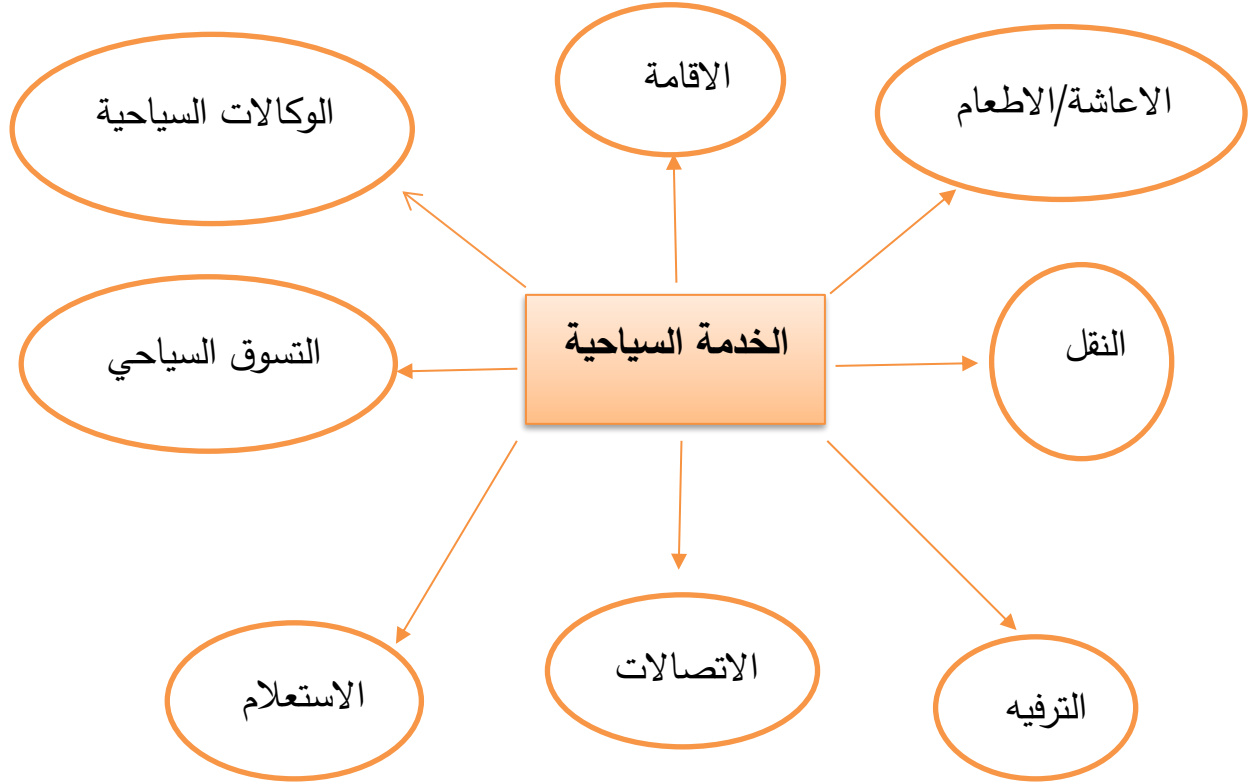 الاقامة
الاعاشة/الاطعام
الوكالات السياحية
الخدمة السياحية
النقل
التسوق السياحي
الاتصالات
الاستعلام
الترفيه